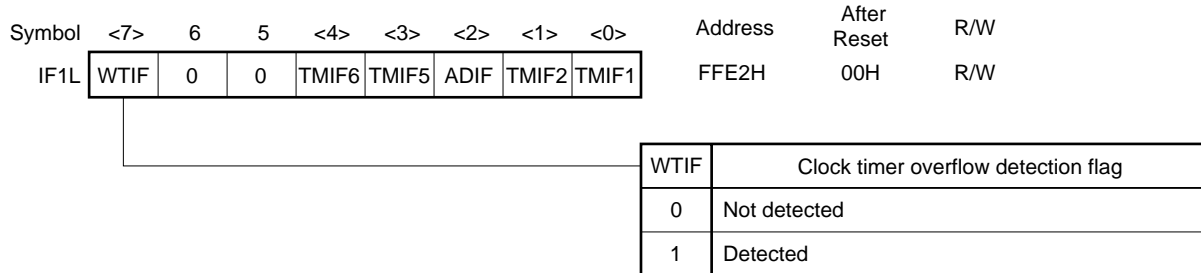 Symbol <7> 6 5 <4> <3> <2> <1> <0> Address After Reset R/W
IF1L WTIF 0 0 TMIF6 TMIF5 ADIF TMIF2 TMIF1 FFE2H 00H R/W
WTIF Clock timer overflow detection flag
0 Not detected
1 Detected